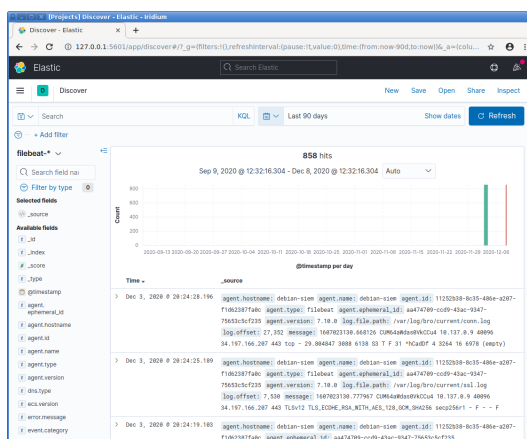 [Projects] Discover - Elastic - Iridium
Discover - Elastic
127.0.0.1:5601/app/discover#/?_g=(filters:!(),refreshInterval:(pause:!t,value:0),time:(from:now-90d,to:now))&_a=(colu...
Elastic
Search Elastic
D Discover
New Save Open Share Inspect
Search KQL Last 90 days Show dates Refresh
+ Add filter
filebeat-*
858 hits
Sep 9, 2020 @ 12:32:16.304 - Dec 8, 2020 @ 12:32:16.304 Auto
Search field nai
Filter by type 0
Selected fields
_source
Available fields
t _id
t _index
# _score
t _type
@timestamp
t agent.ephemeral_id
t agent.hostname
t agent.id
t agent.name
t agent.type
t agent.version
t dns.type
t ecs.version
t error.message
t event.category
Count
800
600
400
200
0
2020-09-13 2020-09-20 2020-09-27 2020-10-04 2020-10-11 2020-10-18 2020-10-25 2020-11-01 2020-11-08 2020-11-15 2020-11-22 2020-11-29 2020-12-06
@timestamp per day
Time _source
Dec 3, 2020 @ 20:24:28.196 agent.hostname: debian-siem agent.name: debian-siem agent.id: 11252b38-8c35-486e-a207-
f1d62387fa0c agent.type: filebeat agent.ephemeral_id: aa474789-ccd9-43ac-9347-
75653c5cf235 agent.version: 7.10.0 log.file.path: /var/log/bro/current/conn.log
log.offset: 27,352 message: 1607023130.668126 CUM64aWdas0VkCCu4 10.137.0.9 40096
34.197.166.207 443 tcp - 29.804847 3088 6138 S3 T F 31 ^hCadDf 4 3264 16 6978 (empty)
Dec 3, 2020 @ 20:24:25.189 agent.hostname: debian-siem agent.name: debian-siem agent.id: 11252b38-8c35-486e-a207-
f1d62387fa0c agent.type: filebeat agent.ephemeral_id: aa474789-ccd9-43ac-9347-
75653c5cf235 agent.version: 7.10.0 log.file.path: /var/log/bro/current/ssl.log
log.offset: 7,530 message: 1607023130.777967 CUM64aWdas0VkCCu4 10.137.0.9 40096
34.197.166.207 443 TLSv12 TLS_ECDHE_RSA_WITH_AES_128_GCM_SHA256 secp256r1 - F - - F
Dec 3, 2020 @ 20:24:19.103 agent.hostname: debian-siem agent.name: debian-siem agent.id: 11252b38-8c35-486e-a207-
f1d62387fa0c agent.ephemeral_id: aa474789-ccd9-43ac-9347-75653c5cf235